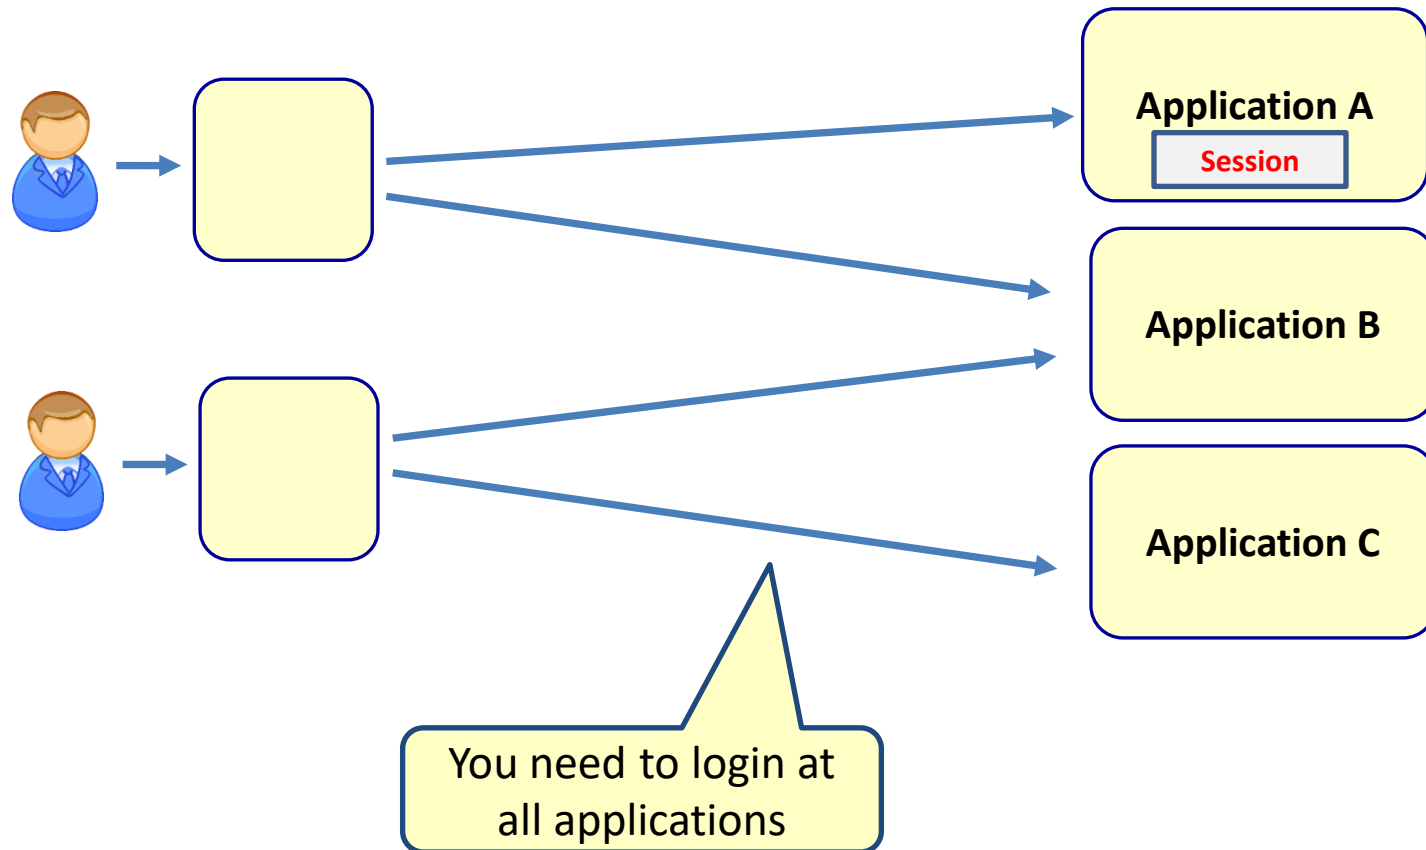 Application A
Session
Application B
Application C
You need to login at
all applications